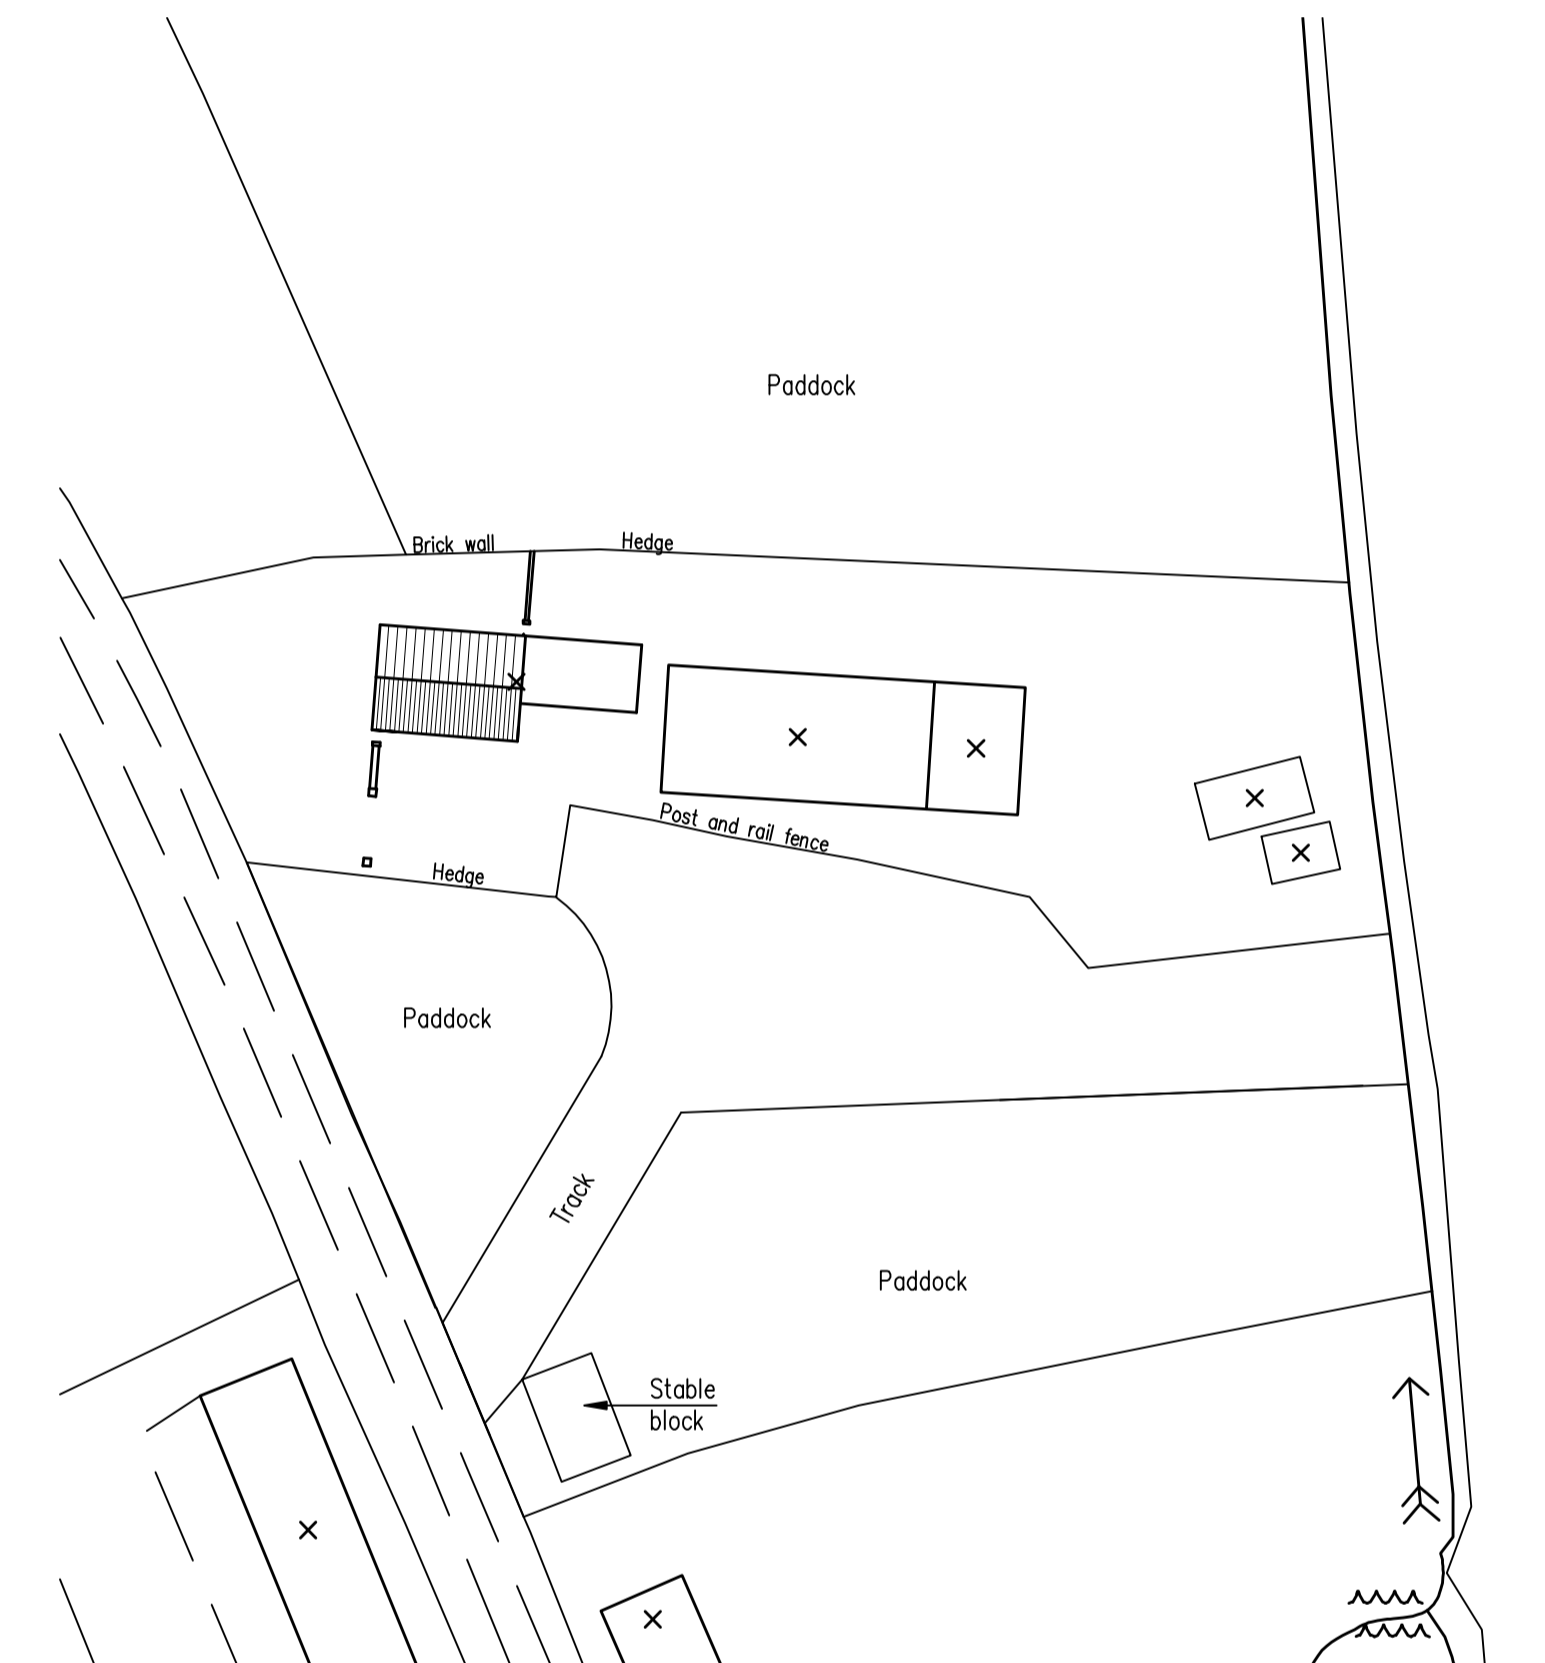 Paddock
Brick wall
Hedge
Post and rail fence
Hedge
Paddock
Track
Paddock
Stable
block